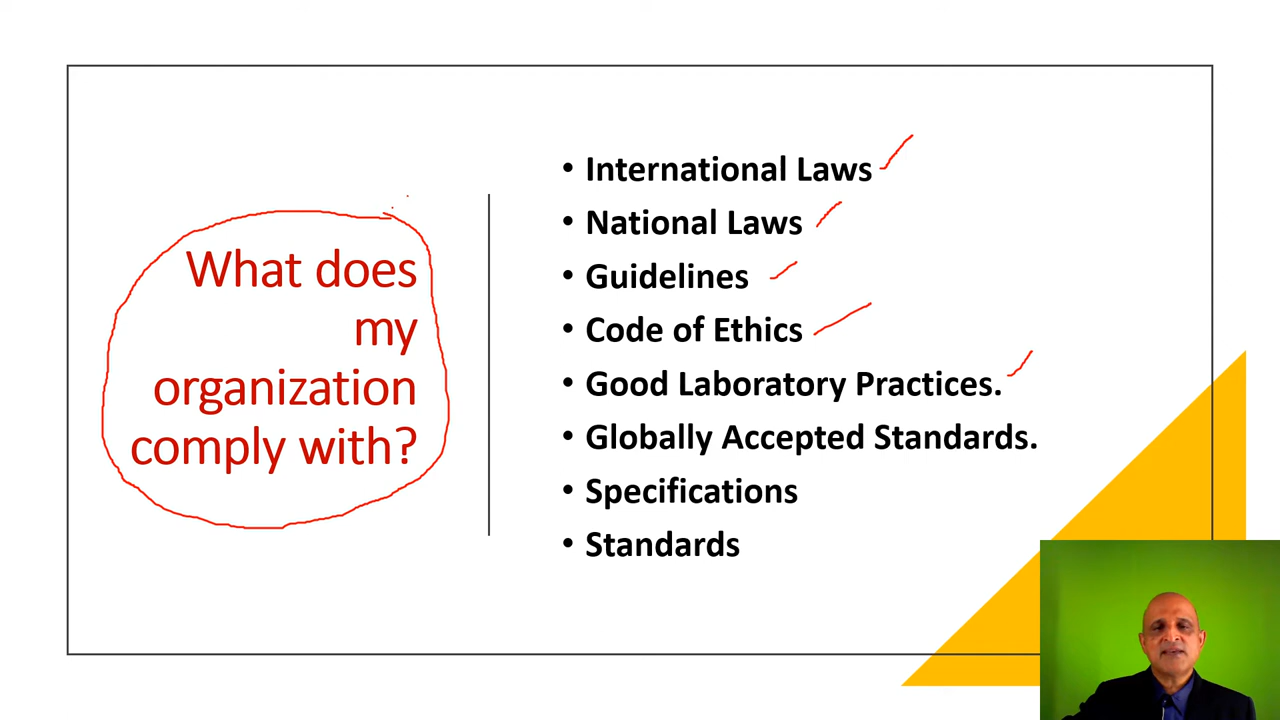 What does
my
organization
comply with?
• International Laws
• National Laws
• Guidelines
• Code of Ethics
• Good Laboratory Practices.
• Globally Accepted Standards.
• Specifications
• Standards